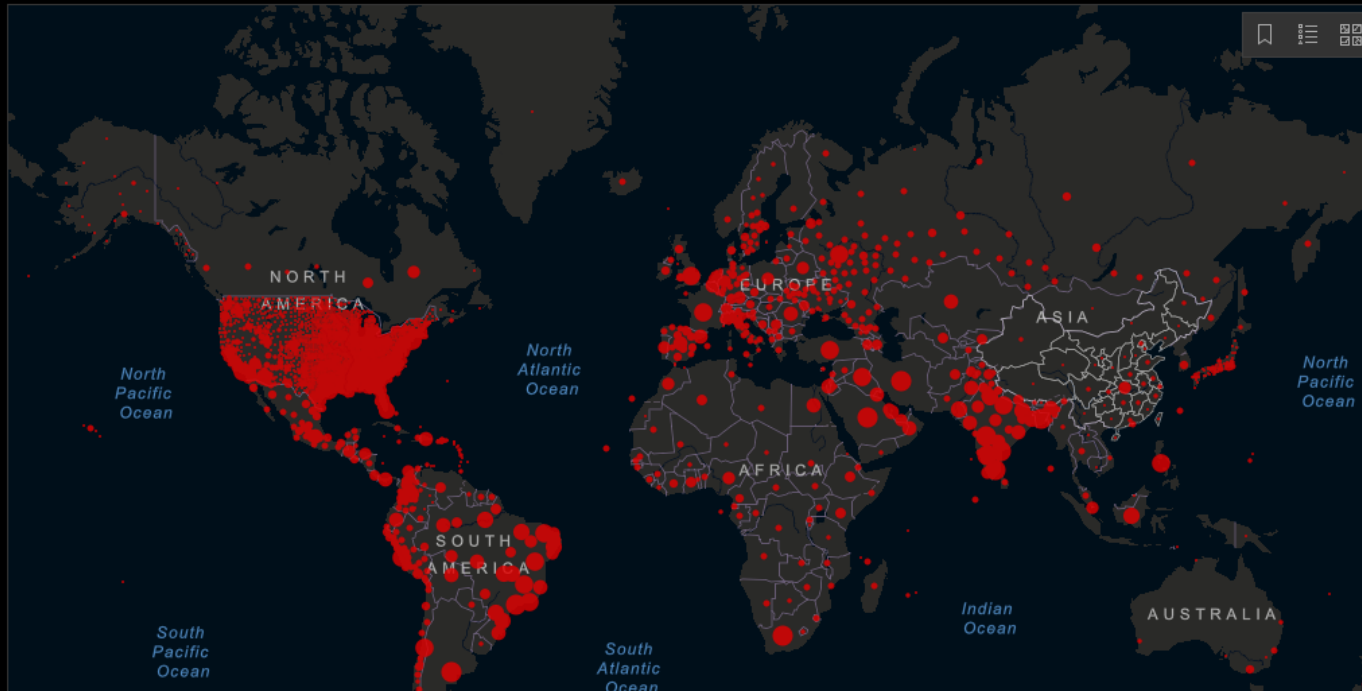 NORTH
AMERICA
EUROPE
ASIA
North
Pacific
Ocean
North
Atlantic
Ocean
North
Pacific
Ocean
AFRICA
SOUTH
AMERICA
Indian
Ocean
AUSTRALIA
South
Pacific
Ocean
South
Atlantic
Ocean